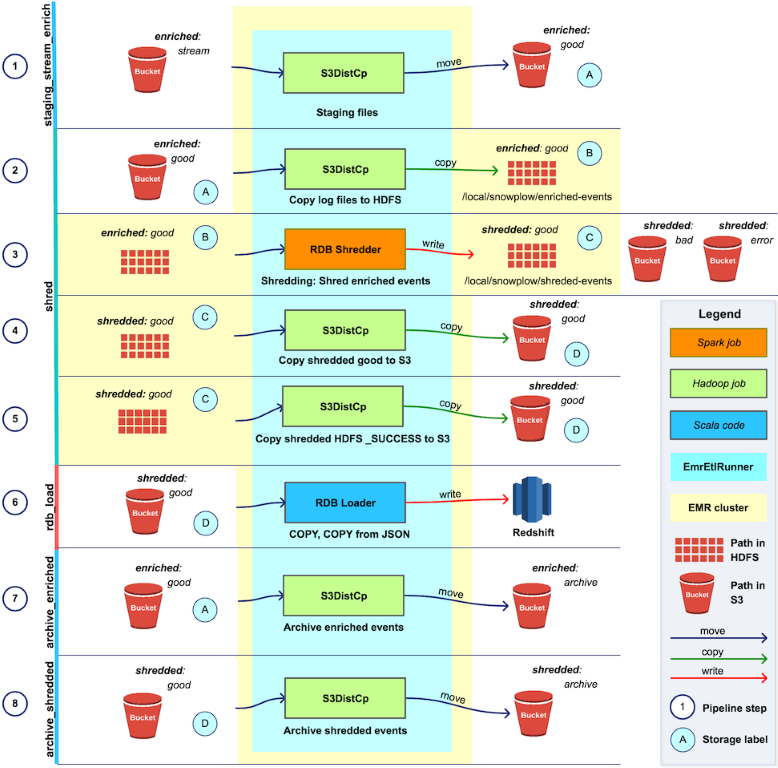 staging_stream_enrich
1
enriched:
stream
Bucket
S3DistCp
Staging files
move
enriched:
good
Bucket
A
shred
2
enriched:
good
Bucket
A
S3DistCp
Copy log files to HDFS
copy
enriched: good
B
/local/snowplow/enriched-events
3
enriched: good
B
RDB Shredder
Shredding: Shred enriched events
write
shredded: good
C
/local/snowplow/shreded-events
shredded:
bad
Bucket
shredded:
error
Bucket
4
shredded: good
C
S3DistCp
Copy shredded good to S3
copy
shredded:
good
Bucket
D
5
shredded: good
C
S3DistCp
Copy shredded HDFS _SUCCESS to S3
copy
shredded:
good
Bucket
D
rdb_load
6
shredded:
good
Bucket
D
RDB Loader
COPY, COPY from JSON
write
Redshift
archive_enriched
7
enriched:
good
Bucket
A
S3DistCp
Archive enriched events
move
enriched:
archive
Bucket
archive_shredded
8
shredded:
good
Bucket
D
S3DistCp
Archive shredded events
move
shredded:
archive
Bucket
Legend
Spark job
Hadoop job
Scala code
EmrEtlRunner
EMR cluster
Path in
HDFS
Bucket
Path in
S3
move
copy
write
1
Pipeline step
A
Storage label